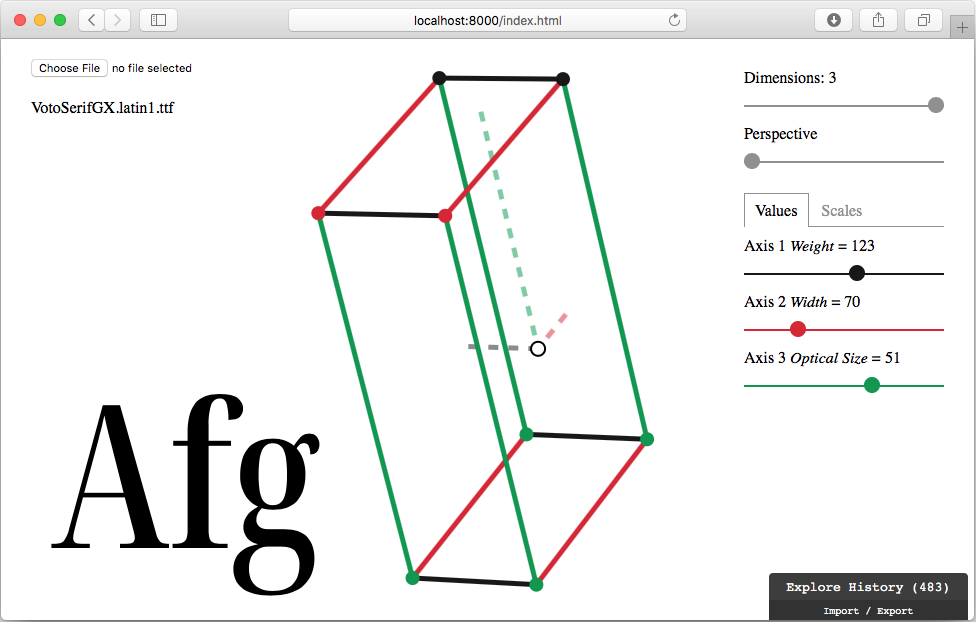 localhost:8000/index.html
Choose File no file selected
VotoSerifGX.latin1.ttf
Dimensions: 3
Perspective
Values Scales
Axis 1 Weight = 123
Axis 2 Width = 70
Axis 3 Optical Size = 51
Afg
Explore History (483)
Import / Export